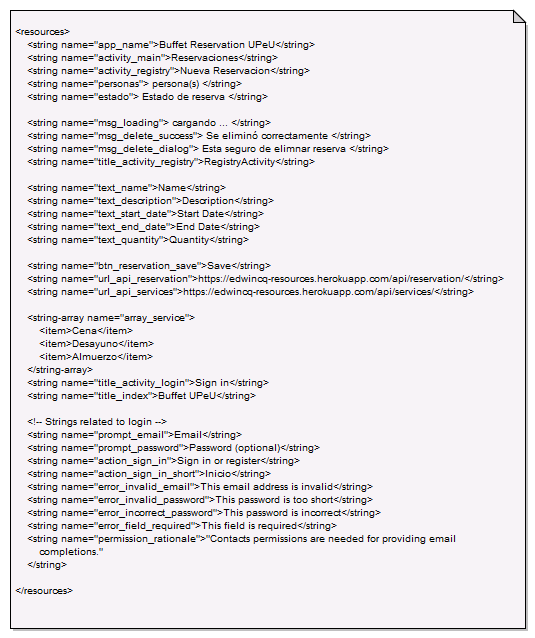 <resources>
<string name="app_name">Buffet Reservation UPeU</string>
<string name="activity_main">Reservaciones</string>
<string name="activity_registry">Nueva Reservacion</string>
<string name="personas"> persona(s) </string>
<string name="estado"> Estado de reserva </string>
<string name="msg_loading"> cargando ... </string>
<string name="msg_delete_success"> Se eliminó correctamente </string>
<string name="msg_delete_dialog"> Esta seguro de elimnar reserva </string>
<string name="title_activity_registry">RegistryActivity</string>
<string name="text_name">Name</string>
<string name="text_description">Description</string>
<string name="text_start_date">Start Date</string>
<string name="text_end_date">End Date</string>
<string name="text_quantity">Quantity</string>
<string name="btn_reservation_save">Save</string>
<string name="url_api_reservation">https://edwincq-resources.herokuapp.com/api/reservation/</string>
<string name="url_api_services">https://edwincq-resources.herokuapp.com/api/services/</string>
<string-array name="array_service">
<item>Cena</item>
<item>Desayuno</item>
<item>Almuerzo</item>
</string-array>
<string name="title_activity_login">Sign in</string>
<string name="title_index">Buffet UPeU</string>
<!-- Strings related to login -->
<string name="prompt_email">Email</string>
<string name="prompt_password">Password (optional)</string>
<string name="action_sign_in">Sign in or register</string>
<string name="action_sign_in_short">Inicio</string>
<string name="error_invalid_email">This email address is invalid</string>
<string name="error_invalid_password">This password is too short</string>
<string name="error_incorrect_password">This password is incorrect</string>
<string name="error_field_required">This field is required</string>
<string name="permission_rationale">"Contacts permissions are needed for providing email
completions."
</string>
</resources>